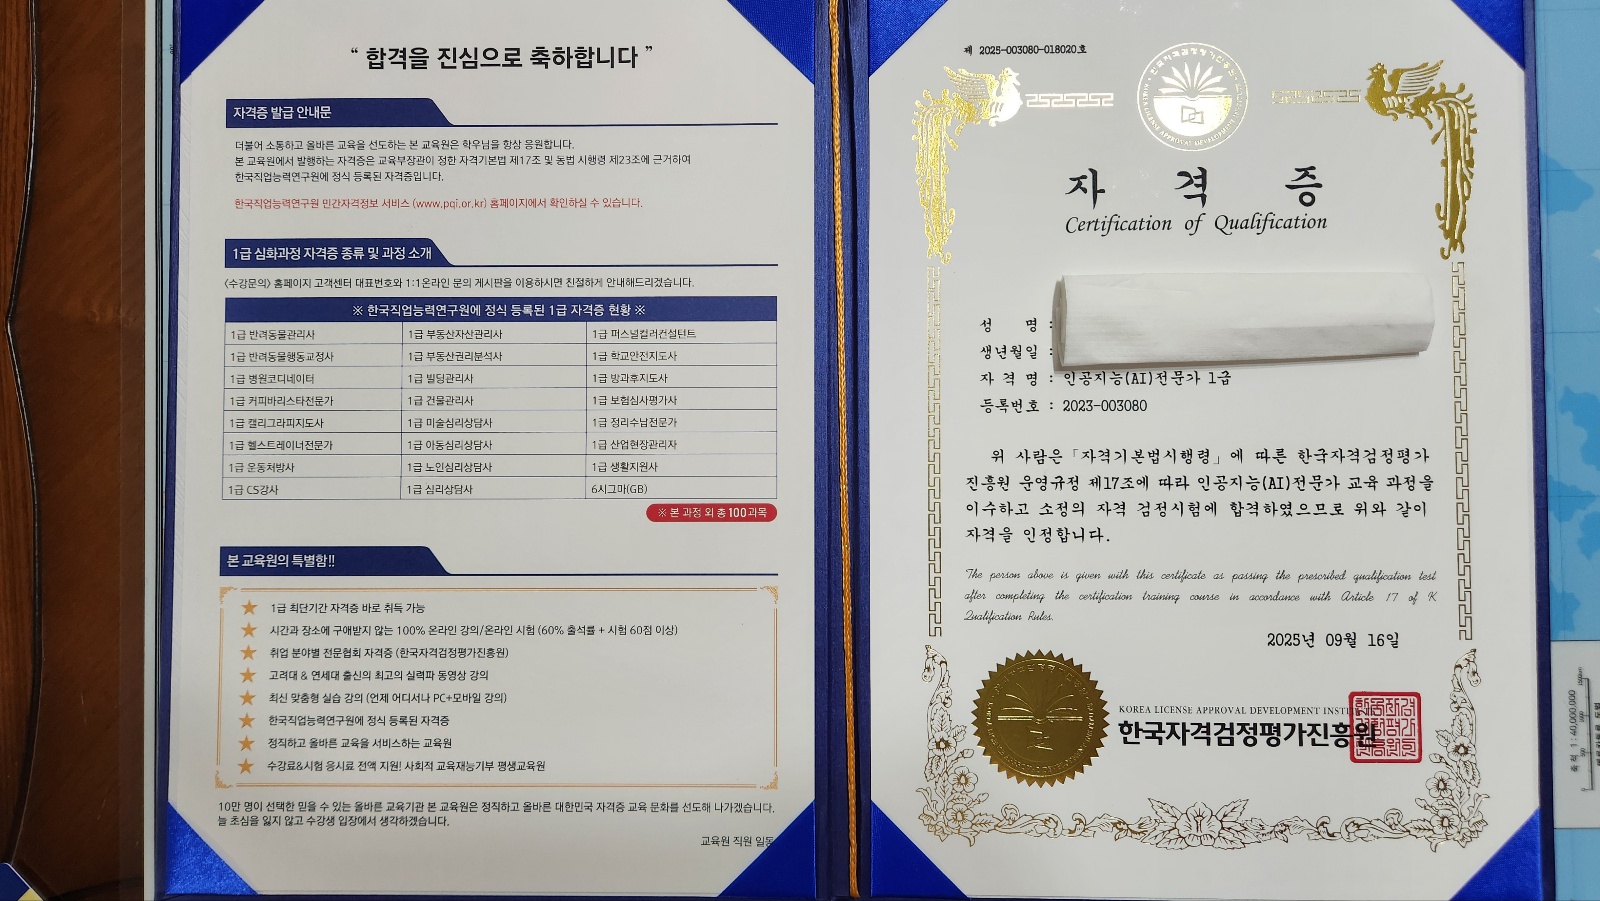 “ 합격을 진심으로 축하합니다 ”
자격증 발급 안내문
더불어 소통하고 올바른 교육을 선도하는 본 교육원은 학우님을 항상 응원합니다.
본 교육원에서 발행하는 자격증은 교육부장관이 정한 자격기본법 제17조 및 동법 시행령 제23조에 근거하여
한국직업능력연구원에 정식 등록된 자격증입니다.
한국직업능력연구원 민간자격정보 서비스 (www.pqi.or.kr) 홈페이지에서 확인하실 수 있습니다.
1급 심화과정 자격증 종류 및 과정 소개
<수강문의> 홈페이지 고객센터 대표번호와 1:1온라인 문의 게시판을 이용하시면 친절하게 안내해드리겠습니다.
※ 한국직업능력연구원에 정식 등록된 1급 자격증 현황 ※
1급 반려동물관리사 1급 부동산자산관리사 1급 퍼스널컬러컨설턴트
1급 반려동물행동교정사 1급 부동산권리분석사 1급 학교안전지도사
1급 병원코디네이터 1급 빌딩관리사 1급 방과후지도사
1급 커피바리스타전문가 1급 건물관리사 1급 보험심사평가사
1급 캘리그라피지도사 1급 미술심리상담사 1급 정리수납전문가
1급 헬스트레이너전문가 1급 아동심리상담사 1급 산업현장관리자
1급 운동처방사 1급 노인심리상담사 1급 생활지원사
1급 CS강사 1급 심리상담사 6시그마(GB)
※ 본 과정 외 총 100과목
본 교육원의 특별함!!
★ 1급 최단기간 자격증 바로 취득 가능
★ 시간과 장소에 구애받지 않는 100% 온라인 강의/온라인 시험 (60% 출석률 + 시험 60점 이상)
★ 취업 분야별 전문협회 자격증 (한국자격검정평가진흥원)
★ 고려대 & 연세대 출신의 최고의 실력파 동영상 강의
★ 최신 맞춤형 실습 강의 (언제 어디서나 PC+모바일 강의)
★ 한국직업능력연구원에 정식 등록된 자격증
★ 정직하고 올바른 교육을 서비스하는 교육원
★ 수강료&시험 응시료 전액 지원! 사회적 교육재능기부 평생교육원
10만 명이 선택한 믿을 수 있는 올바른 교육기관 본 교육원은 정직하고 올바른 대한민국 자격증 교육 문화를 선도해 나가겠습니다.
늘 초심을 잃지 않고 수강생 입장에서 생각하겠습니다.
교육원 직원 일동
제 2025-003080-018020호
한국자격검정평가진흥원
KOREA LICENSE APPROVAL DEVELOPMENT INSTITUTE
자 격 증
Certification of Qualification
성 명 :
생년월일 :
자 격 명 : 인공지능(AI)전문가 1급
등록번호 : 2023-003080
위 사람은「자격기본법시행령」에 따른 한국자격검정평가
진흥원 운영규정 제17조에 따라 인공지능(AI)전문가 교육 과정을
이수하고 소정의 자격 검정시험에 합격하였으므로 위와 같이
자격을 인정합니다.
The person above is given with this certificate as passing the prescribed qualification test
after completing the certification training course in accordance with Article 17 of K
Qualification Rules.
2025년 09월 16일
KOREA LICENSE APPROVAL DEVELOPMENT INSTITUTE
한국자격검정평가진흥원
축척 1 : 40,000,000